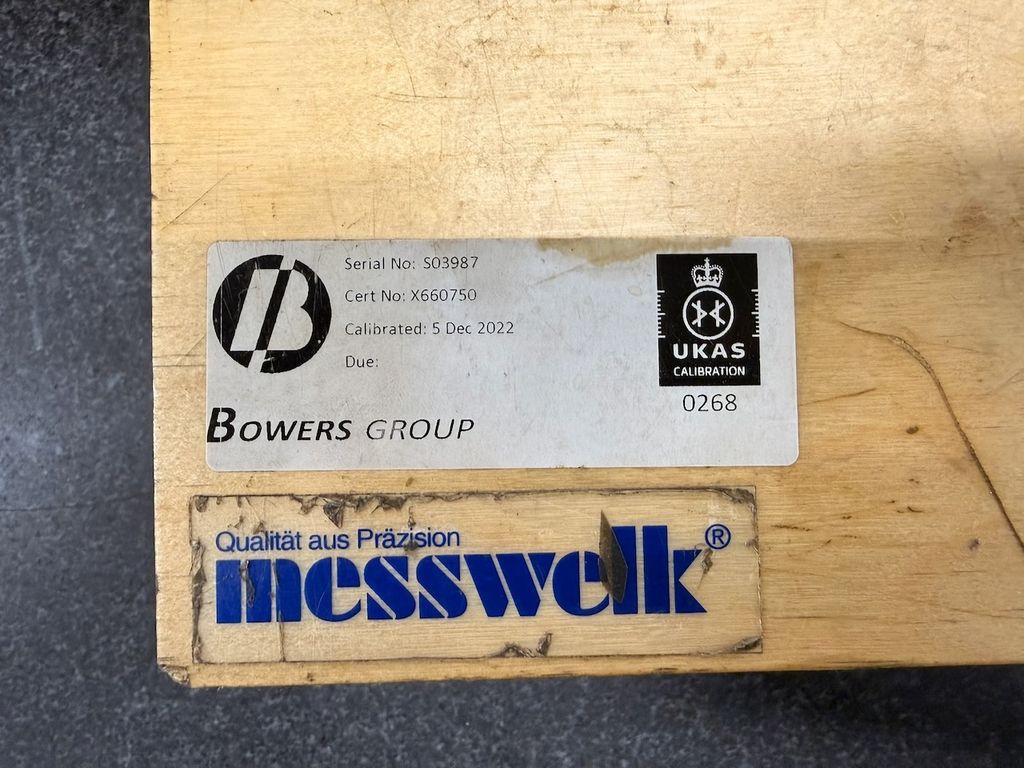 Serial No: S03987
Cert No: X660750
Calibrated: 5 Dec 2022
Due:
BOWERS GROUP
UKAS
CALIBRATION
0268
Qualität aus Präzision
messwelk®